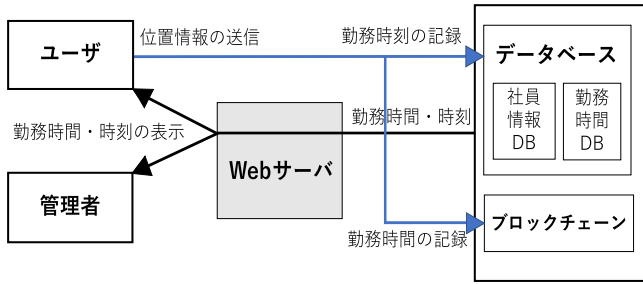 ユーザ
位置情報の送信
勤務時刻の記録
データベース
社員
情報
DB
勤務
時間
DB
勤務時間・時刻
勤務時間・時刻の表示
Webサーバ
管理者
ブロックチェーン
勤務時間の記録